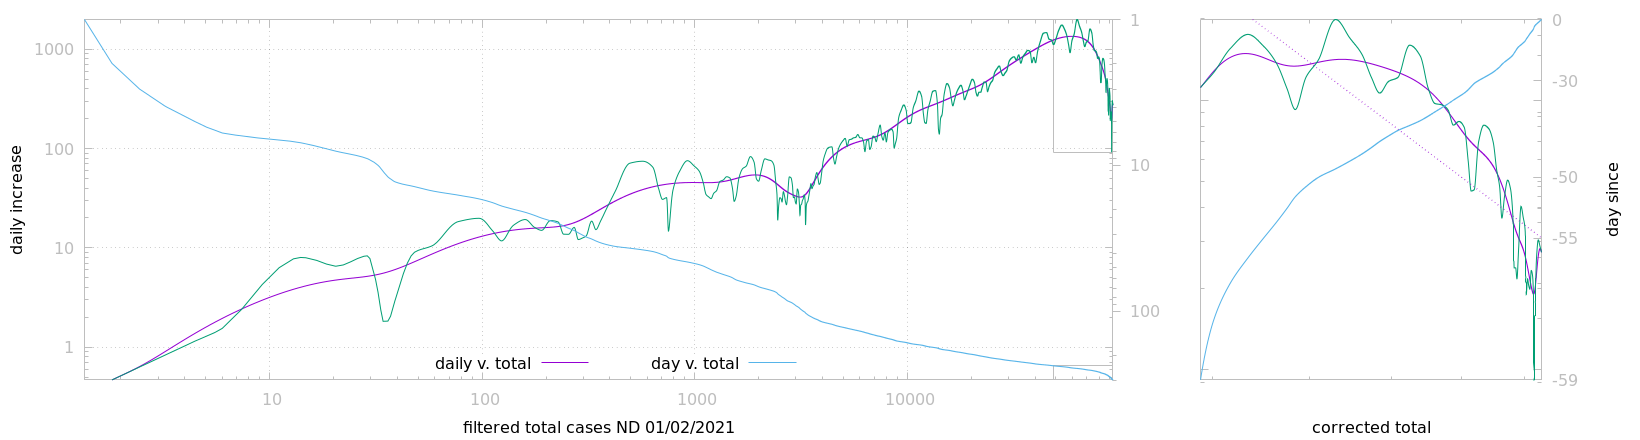 1000
100
10
1
daily increase
10
100
1000
10000
filtered total cases ND 01/02/2021
daily v. total
day v. total
1
10
100
0
-30
-50
-55
-59
day since
corrected total